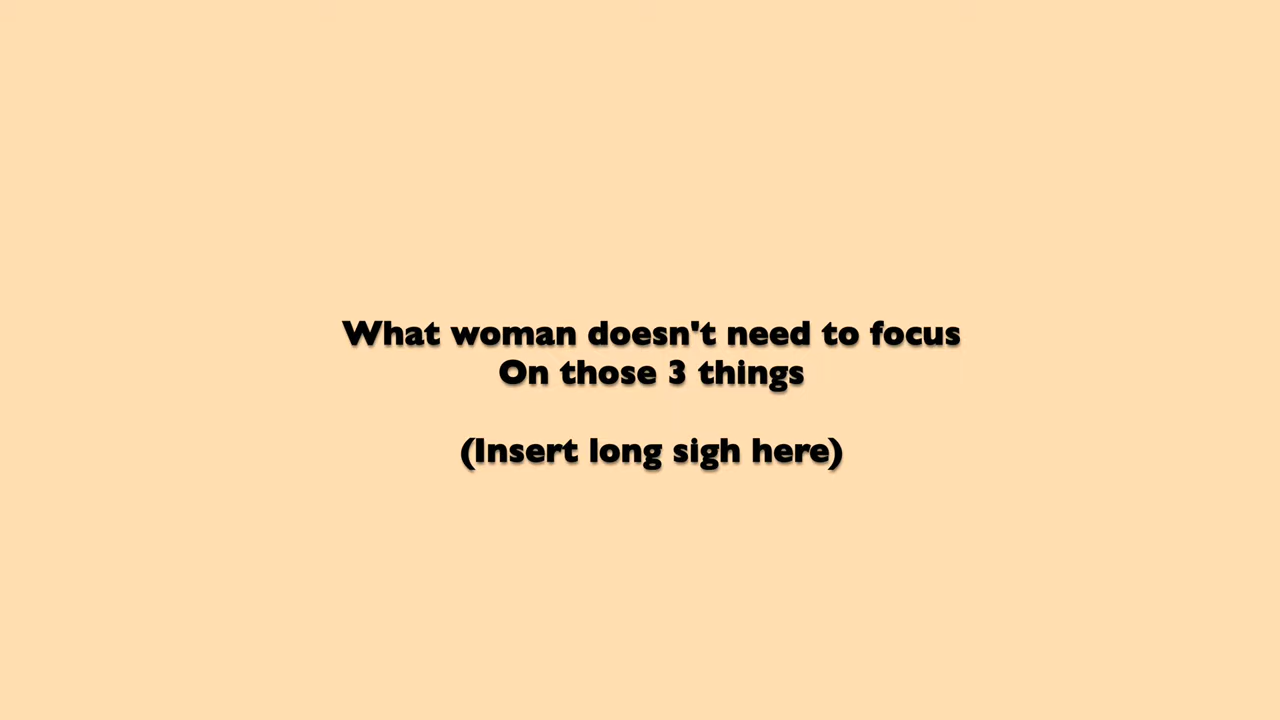 What woman doesn't need to focus
On those 3 things
(Insert long sigh here)